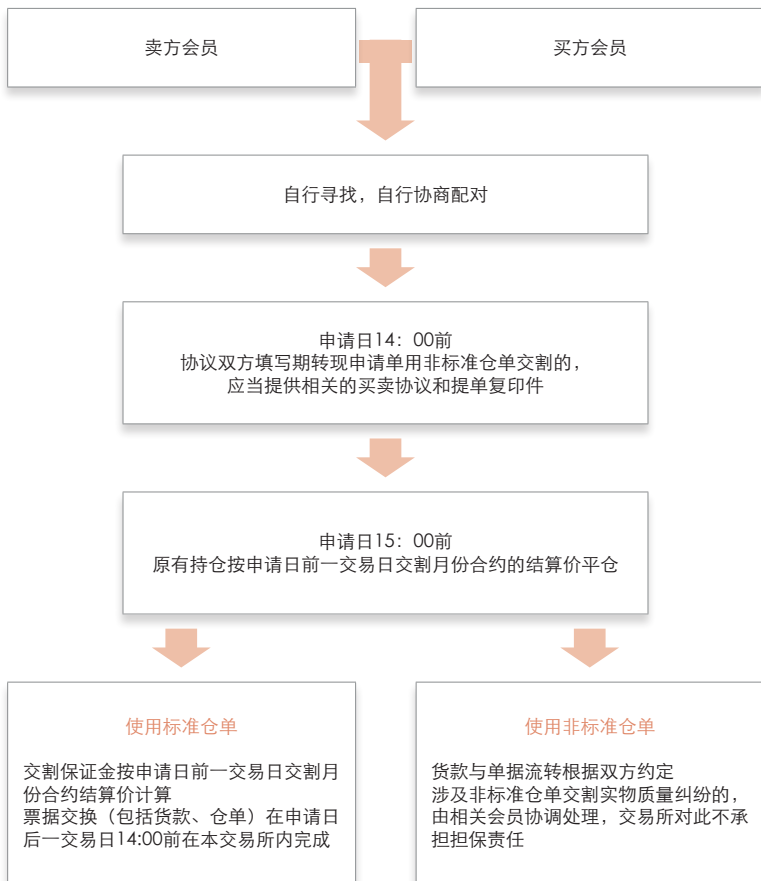 卖方会员
买方会员
自行寻找，自行协商配对
申请日14：00前
协议双方填写期转现申请单用非标准仓单交割的，
应当提供相关的买卖协议和提单复印件
申请日15：00前
原有持仓按申请日前一交易日交割月份合约的结算价平仓
使用标准仓单
交割保证金按申请日前一交易日交割月
份合约结算价计算
票据交换（包括货款、仓单）在申请日
后一交易日14:00前在本交易所内完成
使用非标准仓单
货款与单据流转根据双方约定
涉及非标准仓单交割实物质量纠纷的，
由相关会员协调处理，交易所对此不承
担担保责任